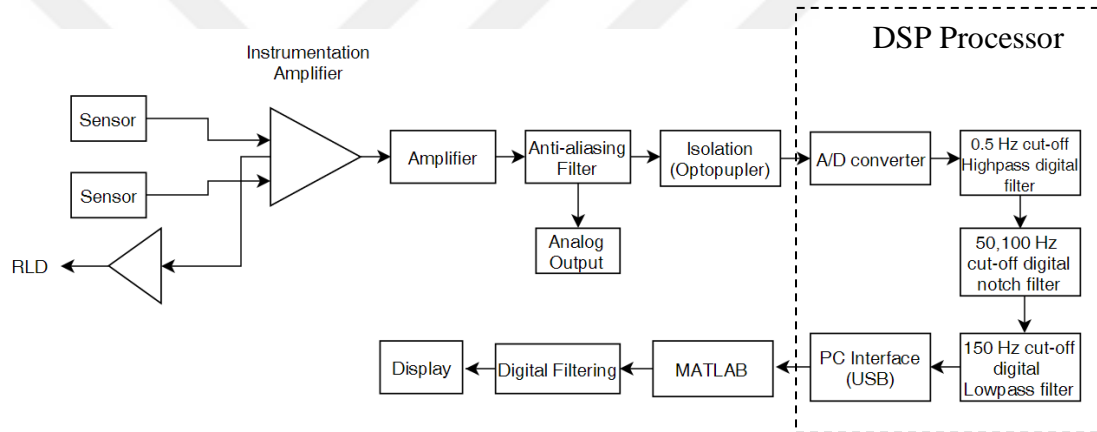 DSP Processor
Instrumentation
Amplifier
Sensor
Sensor
RLD
Amplifier
Anti-aliasing
Filter
Analog
Output
Isolation
(Optopupler)
A/D converter
0.5 Hz cut-off
Highpass digital
filter
50,100 Hz
cut-off digital
notch filter
150 Hz cut-off
digital
Lowpass filter
PC Interface
(USB)
MATLAB
Digital Filtering
Display